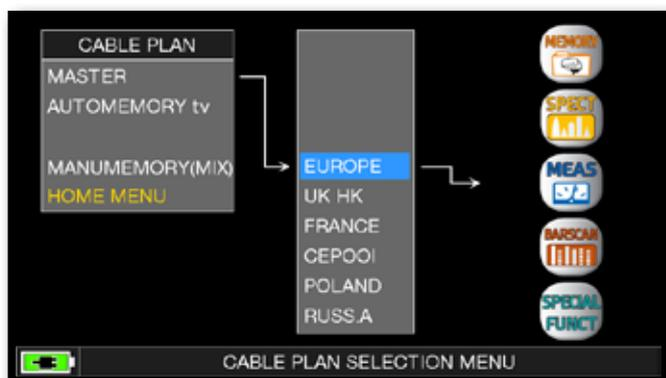 CABLE PLAN
MASTER
AUTOMEMORY tv
MANUMEMORY(MIX)
HOME MENU
EUROPE
UK HK
FRANCE
CEPOOI
POLAND
RUSS.A
MEMORY
SPECT
MEAS
BARSCAN
SPECIAL
FUNCT
CABLE PLAN SELECTION MENU